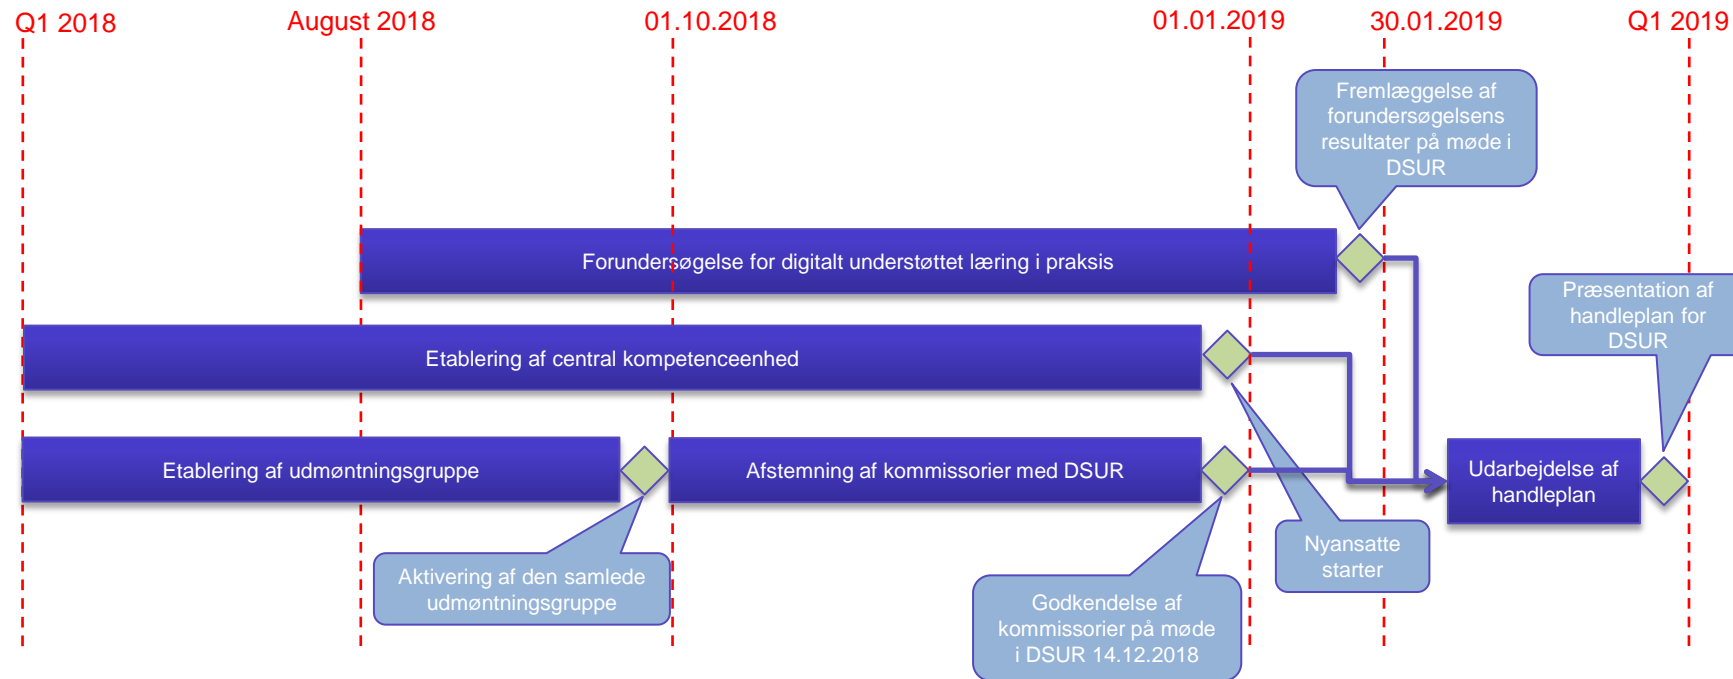 Q1 2018
August 2018
01.10.2018
01.01.2019
30.01.2019
Q1 2019
Fremlæggelse af
forundersøgelsens
resultater på møde i
DSUR
Forundersøgelse for digitalt understøttet læring i praksis
Præsentation af
handleplan for
DSUR
Etablering af central kompetenceenhed
Etablering af udmøntningsgruppe
Afstemning af kommissorier med DSUR
Udarbejdelse af
handleplan
Nyansatte
starter
Aktivering af den samlede
udmøntningsgruppe
Godkendelse af
kommissorier på møde
i DSUR 14.12.2018